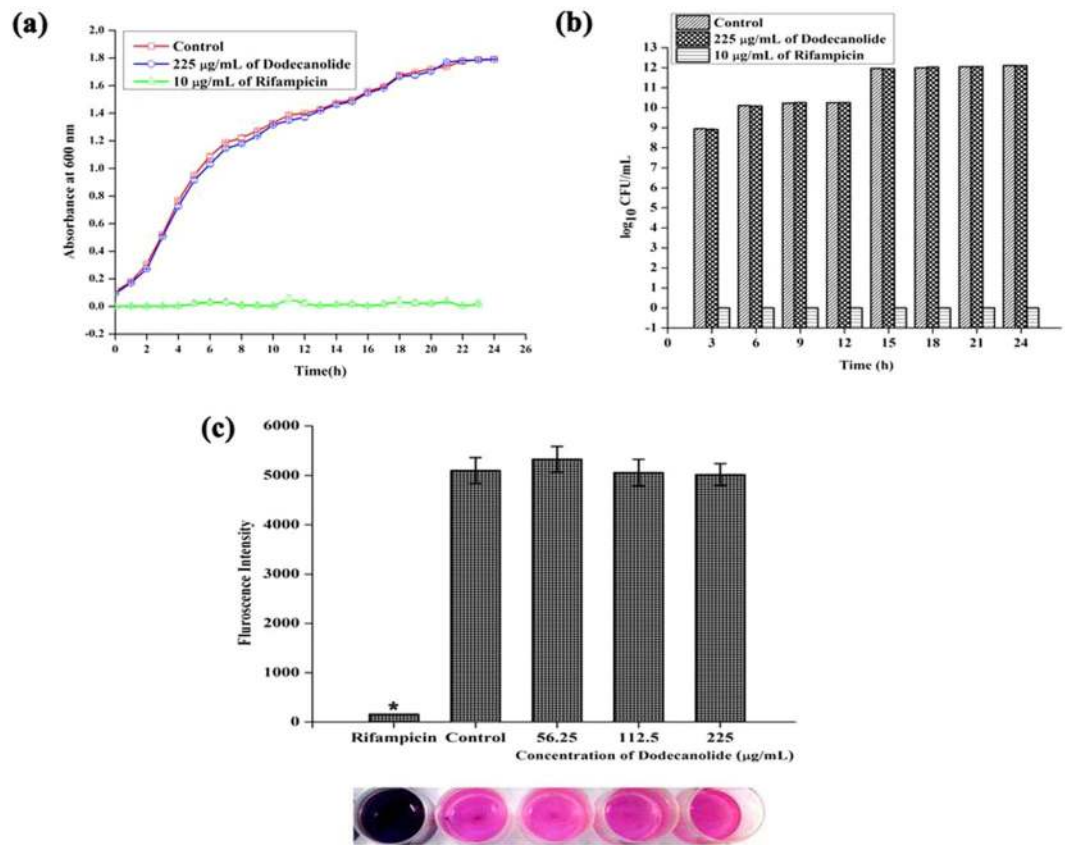 (a)
Control
225 μg/mL of Dodecanolide
10 μg/mL of Rifampicin
Absorbance at 600 nm
1.8
1.6
1.4
1.2
1.0
0.8
0.6
0.4
0.2
0.0
-0.2
0 2 4 6 8 10 12 14 16 18 20 22 24 26
Time(h)
(b)
Control
225 μg/mL of Dodecanolide
10 μg/mL of Rifampicin
log10 CFU/mL
13
12
11
10
9
8
7
6
5
4
3
2
1
0
-1
0 3 6 9 12 15 18 21 24
Time (h)
(c)
Fluroscence Intensity
6000
5000
4000
3000
2000
1000
0
*
Rifampicin Control 56.25 112.5 225
Concentration of Dodecanolide (μg/mL)